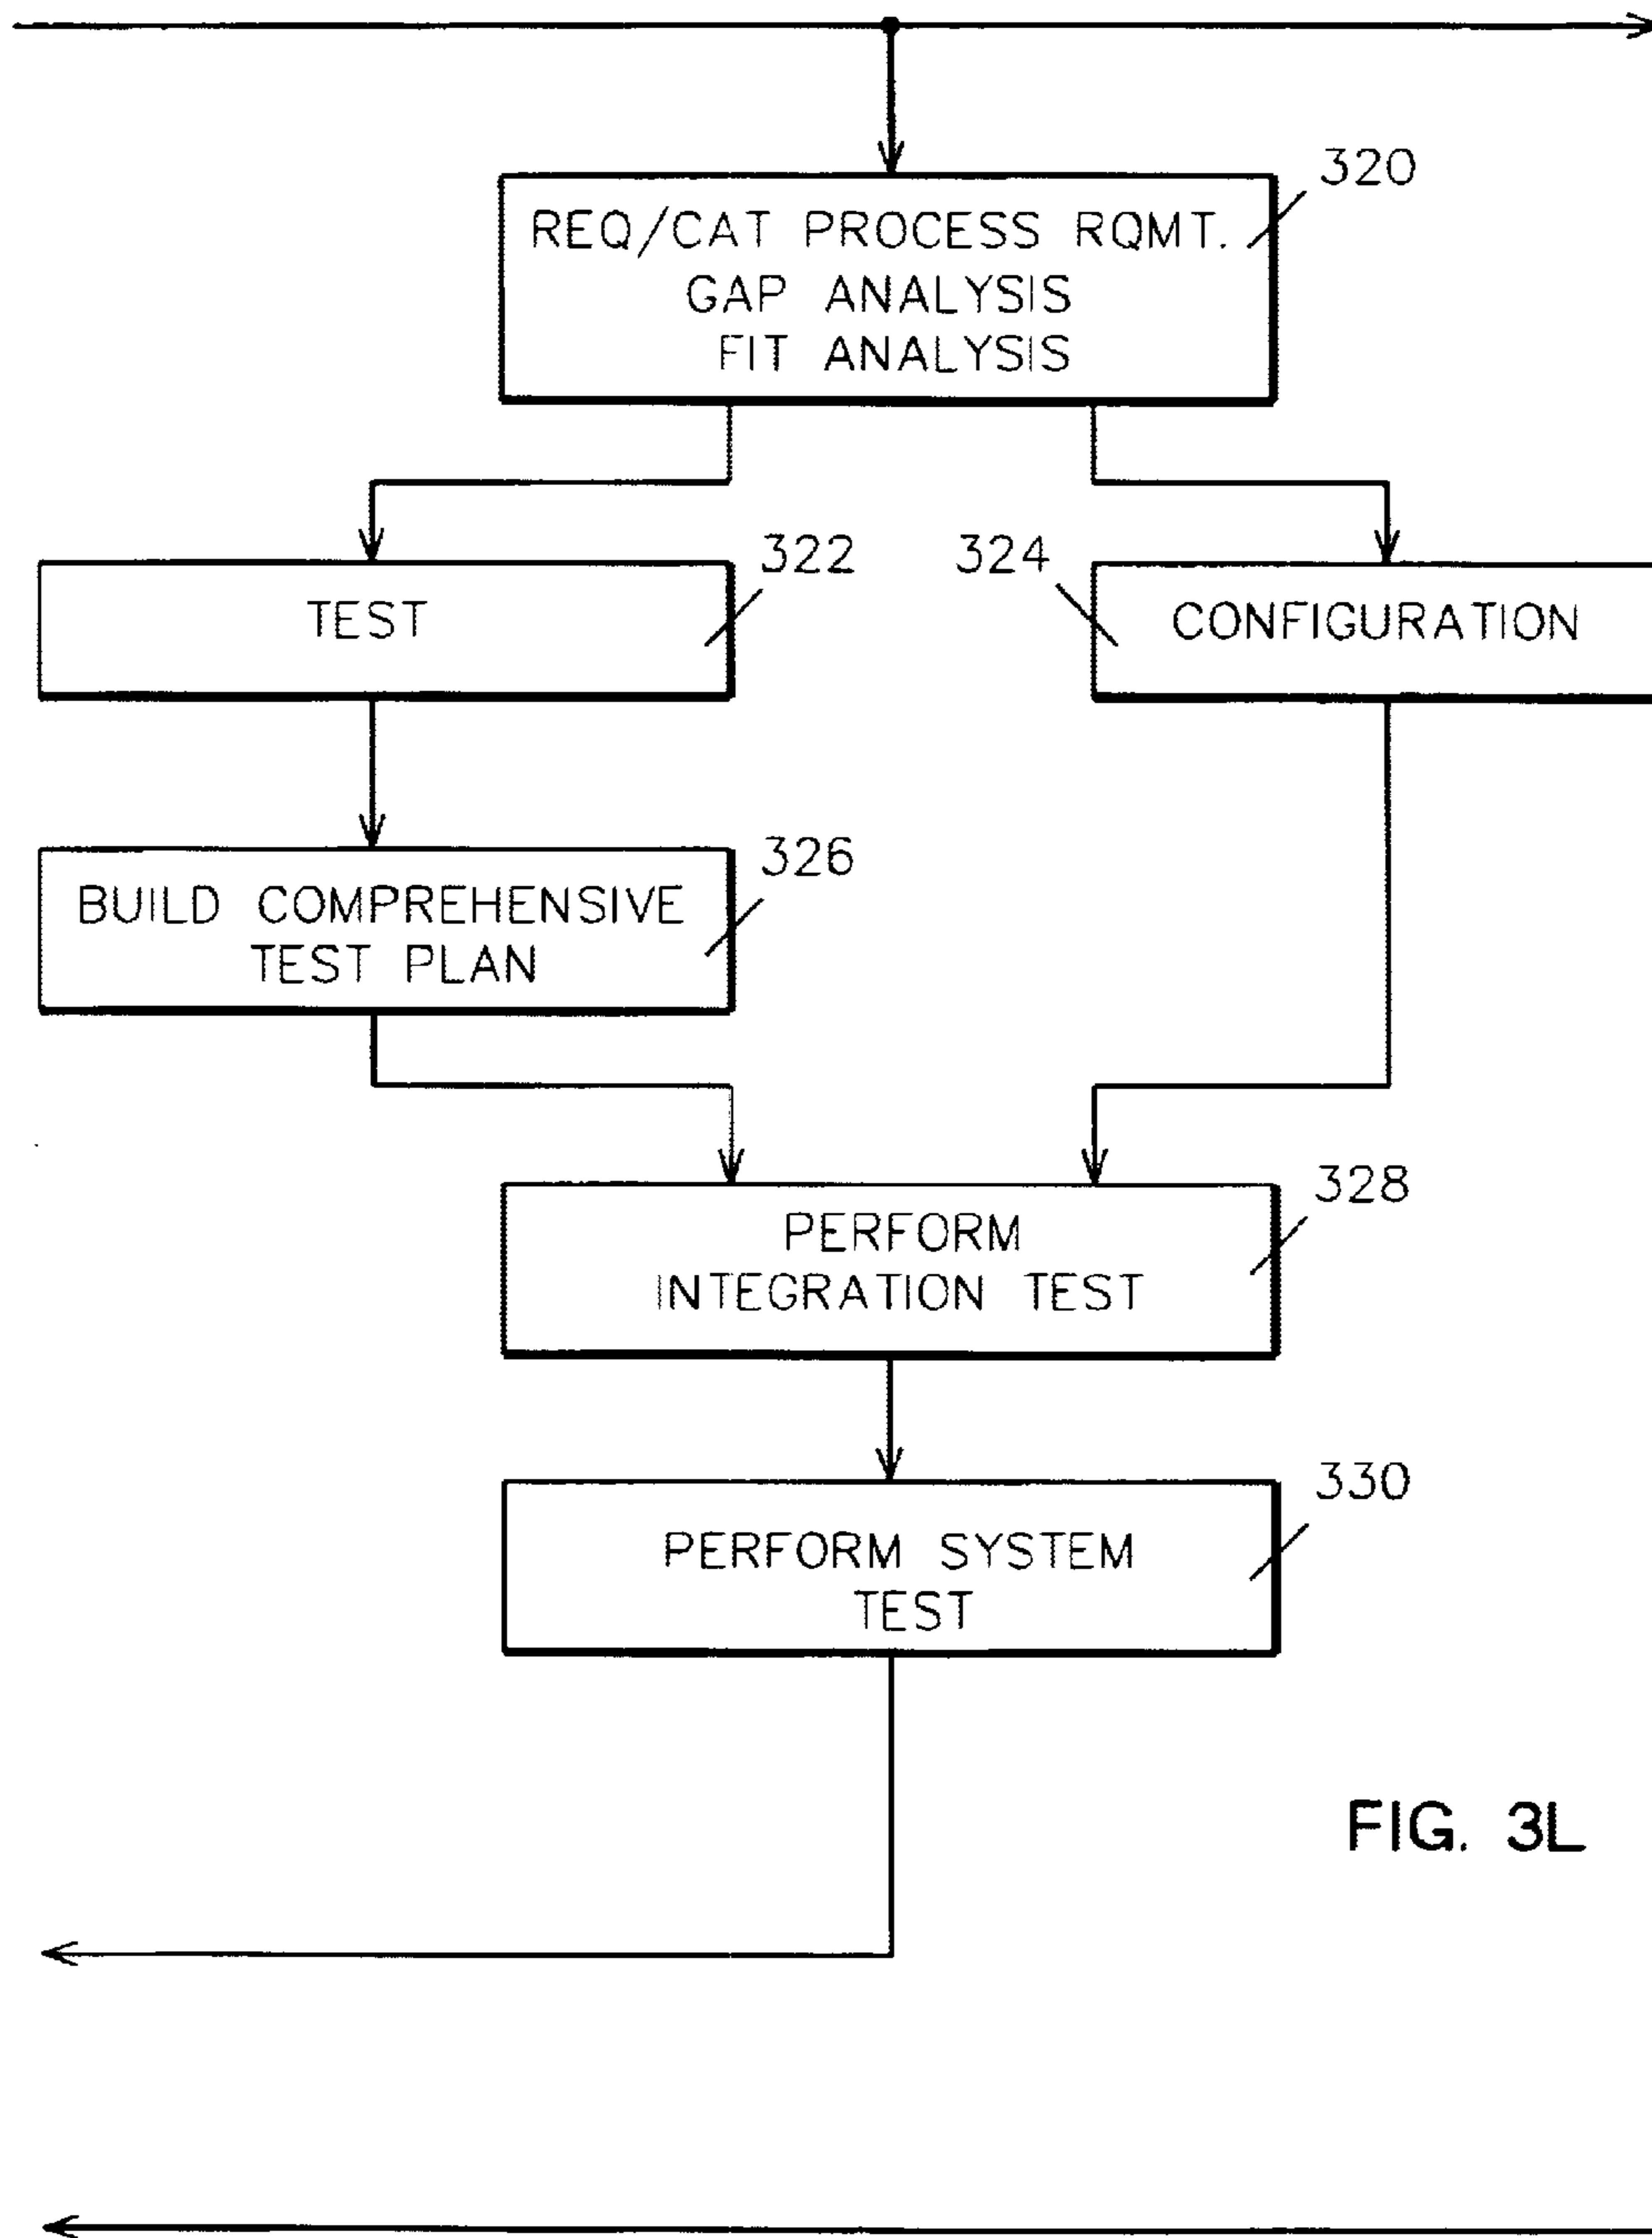 320
REQ/CAT PROCESS RQMT.
GAP ANALYSIS
FIT ANALYSIS
322
324
TEST
CONFIGURATION
326
BUILD COMPREHENSIVE
TEST PLAN
328
PERFORM
INTEGRATION TEST
330
PERFORM SYSTEM
TEST
FIG. 3L